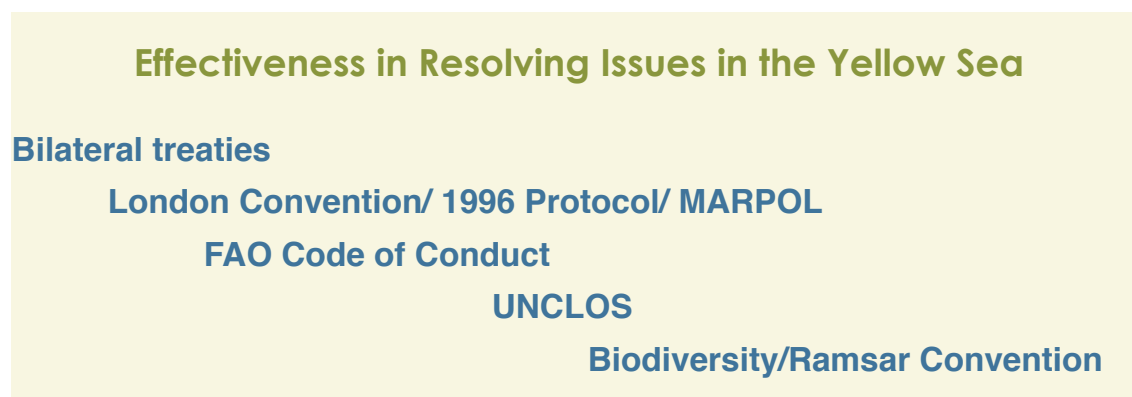 Effectiveness in Resolving Issues in the Yellow Sea
Bilateral treaties
London Convention/ 1996 Protocol/ MARPOL
FAO Code of Conduct
UNCLOS
Biodiversity/Ramsar Convention